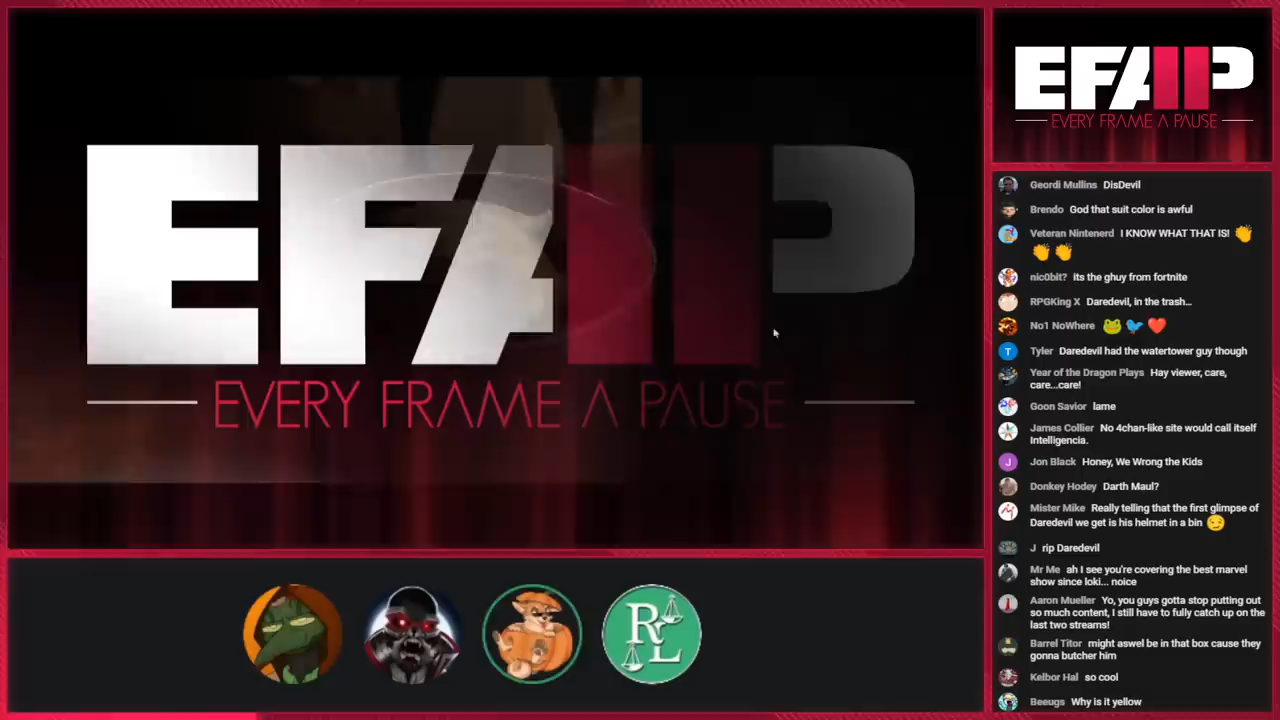 EFAP
EVERY FRAME A PAUSE
EFAP
EVERY FRAME A PAUSE
Geordi Mullins DisDevil
Brendo God that suit color is awful
Veteran Nintenerd I KNOW WHAT THAT IS! 👏
👏 👏
nic0bit? its the ghuy from fortnite
RPGKing X Daredevil, in the trash...
No1 NoWhere 🐸 🐦 ❤️
T Tyler Daredevil had the watertower guy though
Year of the Dragon Plays Hay viewer, care,
care...care!
Goon Savior lame
James Collier No 4chan-like site would call itself
Intelligencia.
J Jon Black Honey, We Wrong the Kids
Donkey Hodey Darth Maul?
Mister Mike Really telling that the first glimpse of
Daredevil we get is his helmet in a bin 😏
J rip Daredevil
Mr Me ah I see you're covering the best marvel
show since loki... noice
Aaron Mueller Yo, you guys gotta stop putting out
so much content, I still have to fully catch up on the
last two streams!
Barrel Titor might aswel be in that box cause they
gonna butcher him
Kelbor Hal so cool
Beeugs Why is it yellow
RL